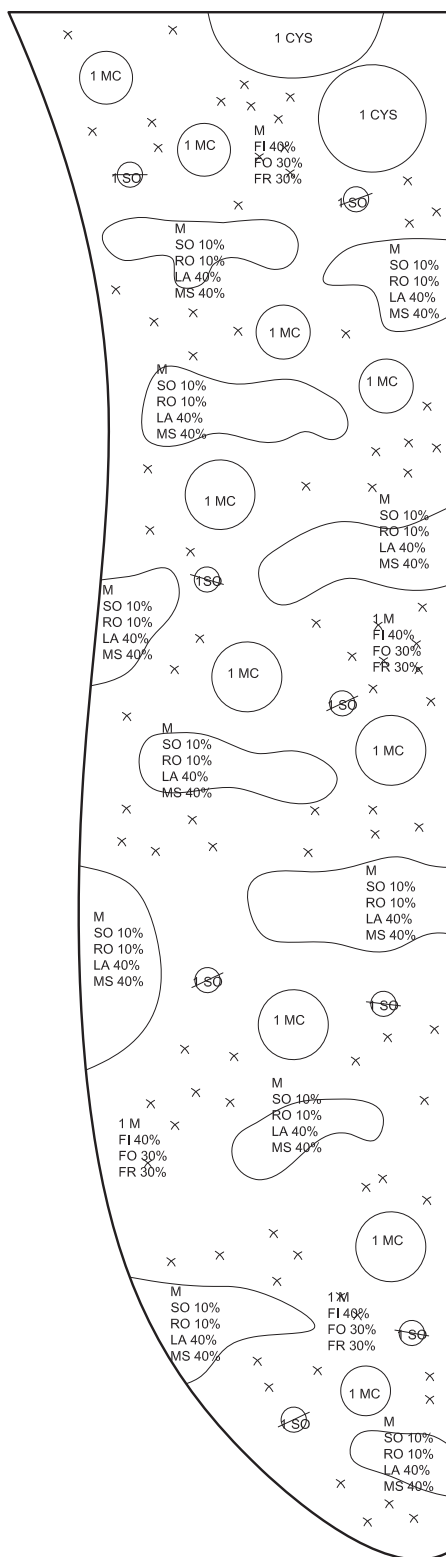 1 CYS
1 MC
1 CYS
M
FI 40%
FO 30%
FR 30%
1 MC
1 SO
1 SO
M
SO 10%
RO 10%
LA 40%
MS 40%
M
SO 10%
RO 10%
LA 40%
MS 40%
1 MC
M
SO 10%
RO 10%
LA 40%
MS 40%
1 MC
1 MC
M
SO 10%
RO 10%
LA 40%
MS 40%
1 SO
M
SO 10%
RO 10%
LA 40%
MS 40%
1 M
FI 40%
FO 30%
FR 30%
1 MC
1 SO
M
SO 10%
RO 10%
LA 40%
MS 40%
1 MC
M
SO 10%
RO 10%
LA 40%
MS 40%
M
SO 10%
RO 10%
LA 40%
MS 40%
1 SO
1 SO
1 MC
M
SO 10%
RO 10%
LA 40%
MS 40%
1 M
FI 40%
FO 30%
FR 30%
1 MC
M
SO 10%
RO 10%
LA 40%
MS 40%
1 M
FI 40%
FO 30%
FR 30%
1 SO
1 MC
1 SO
M
SO 10%
RO 10%
LA 40%
MS 40%